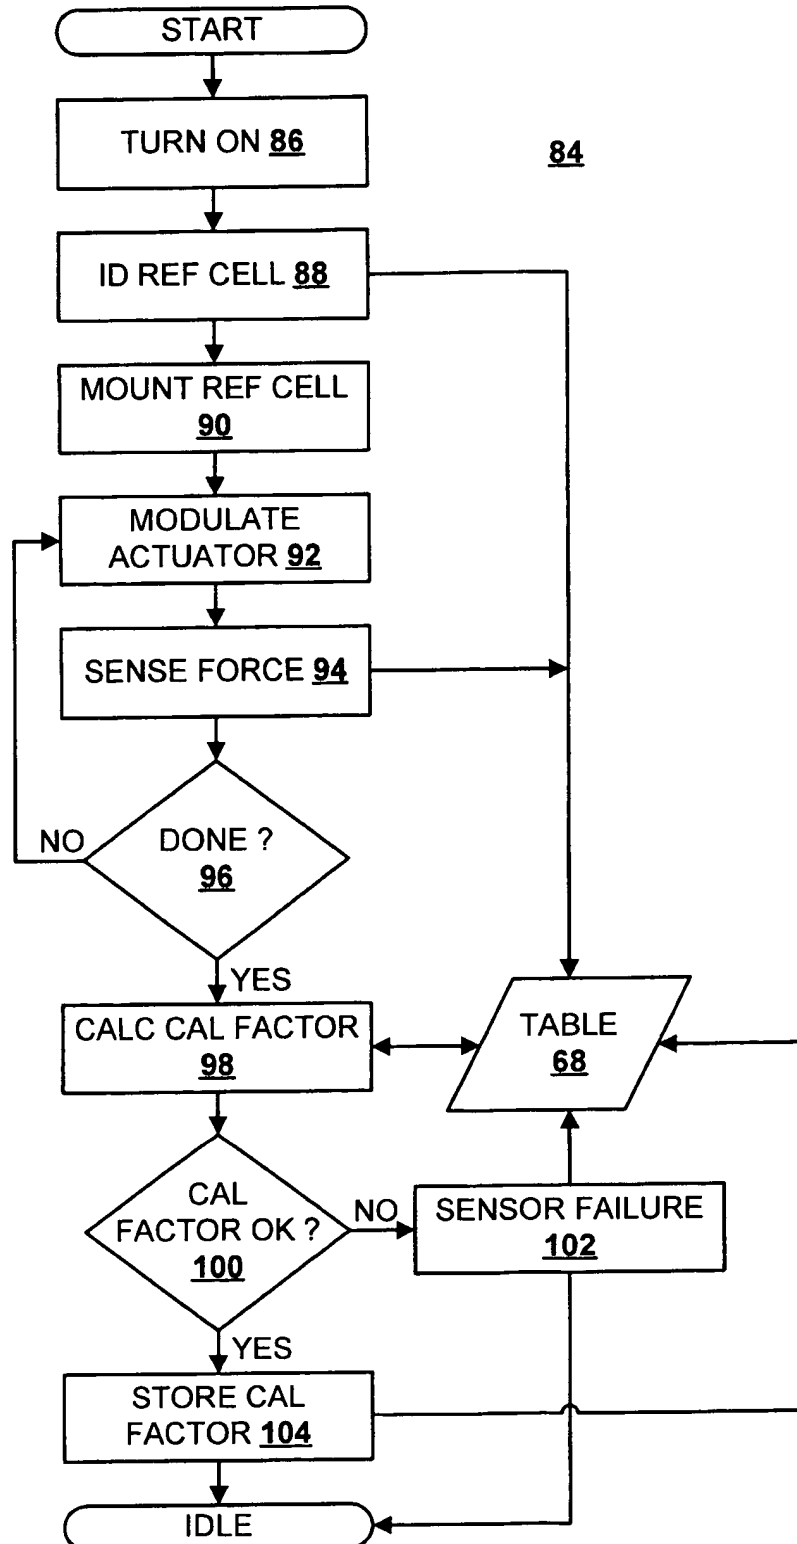 START
TURN ON 86
84
ID REF CELL 88
MOUNT REF CELL
90
MODULATE
ACTUATOR 92
SENSE FORCE 94
NO
DONE ?
96
YES
CALC CAL FACTOR
98
TABLE
68
CAL
FACTOR OK ?
100
NO
SENSOR FAILURE
102
YES
STORE CAL
FACTOR 104
IDLE